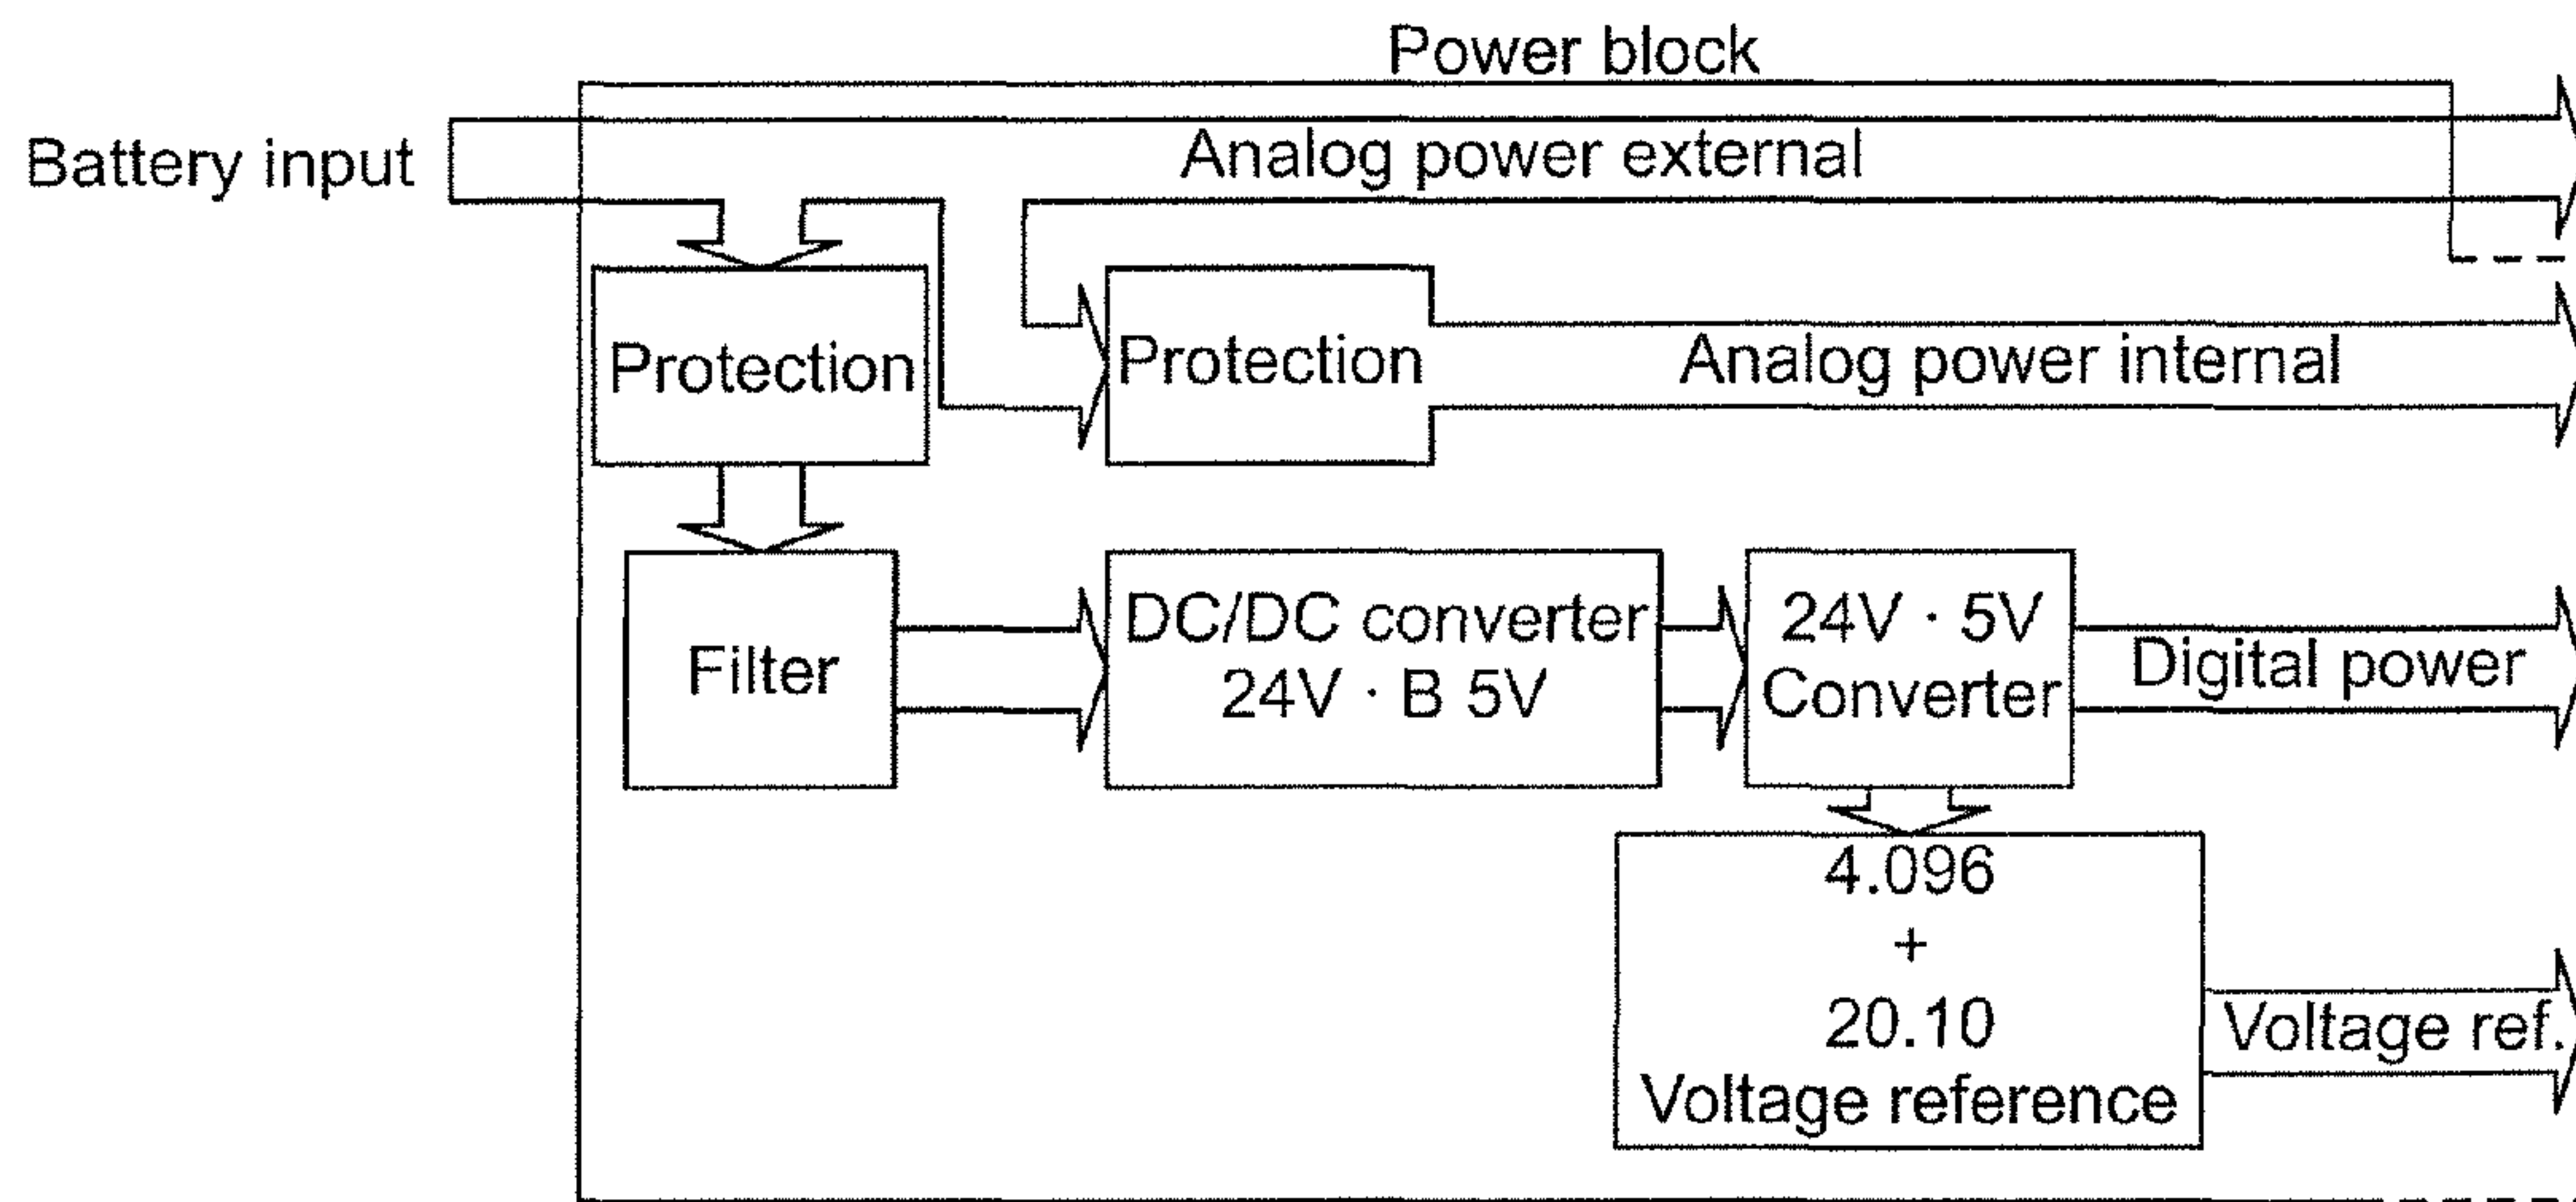 Power block
Battery input
Analog power external
Protection
Protection
Analog power internal
Filter
DC/DC converter
24V · B 5V
24V · 5V
Converter
Digital power
4.096
+
20.10
Voltage reference
Voltage ref.